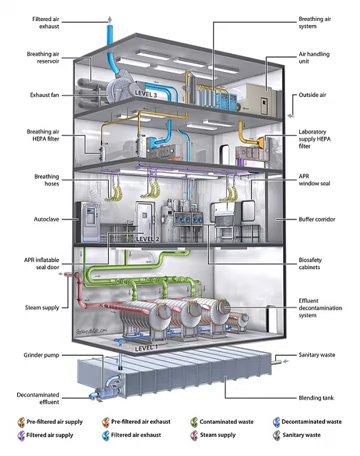 Filtered air
exhaust
Breathing air
system
Breathing air
reservoir
Air handling
unit
LEVEL 3
Exhaust fan
Outside air
Breathing air
HEPA filter
Laboratory
supply HEPA
filter
Breathing
hoses
APR
window seal
Autoclave
Buffer corridor
LEVEL 2
APR inflatable
seal door
Biosafety
cabinets
Steam supply
Effluent
decontamination
system
LEVEL 1
Grinder pump
Sanitary waste
Decontaminated
effluent
Blending tank
Pre-filtered air supply
Pre-filtered air exhaust
Contaminated waste
Decontaminated waste
Filtered air supply
Filtered air exhaust
Steam supply
Sanitary waste